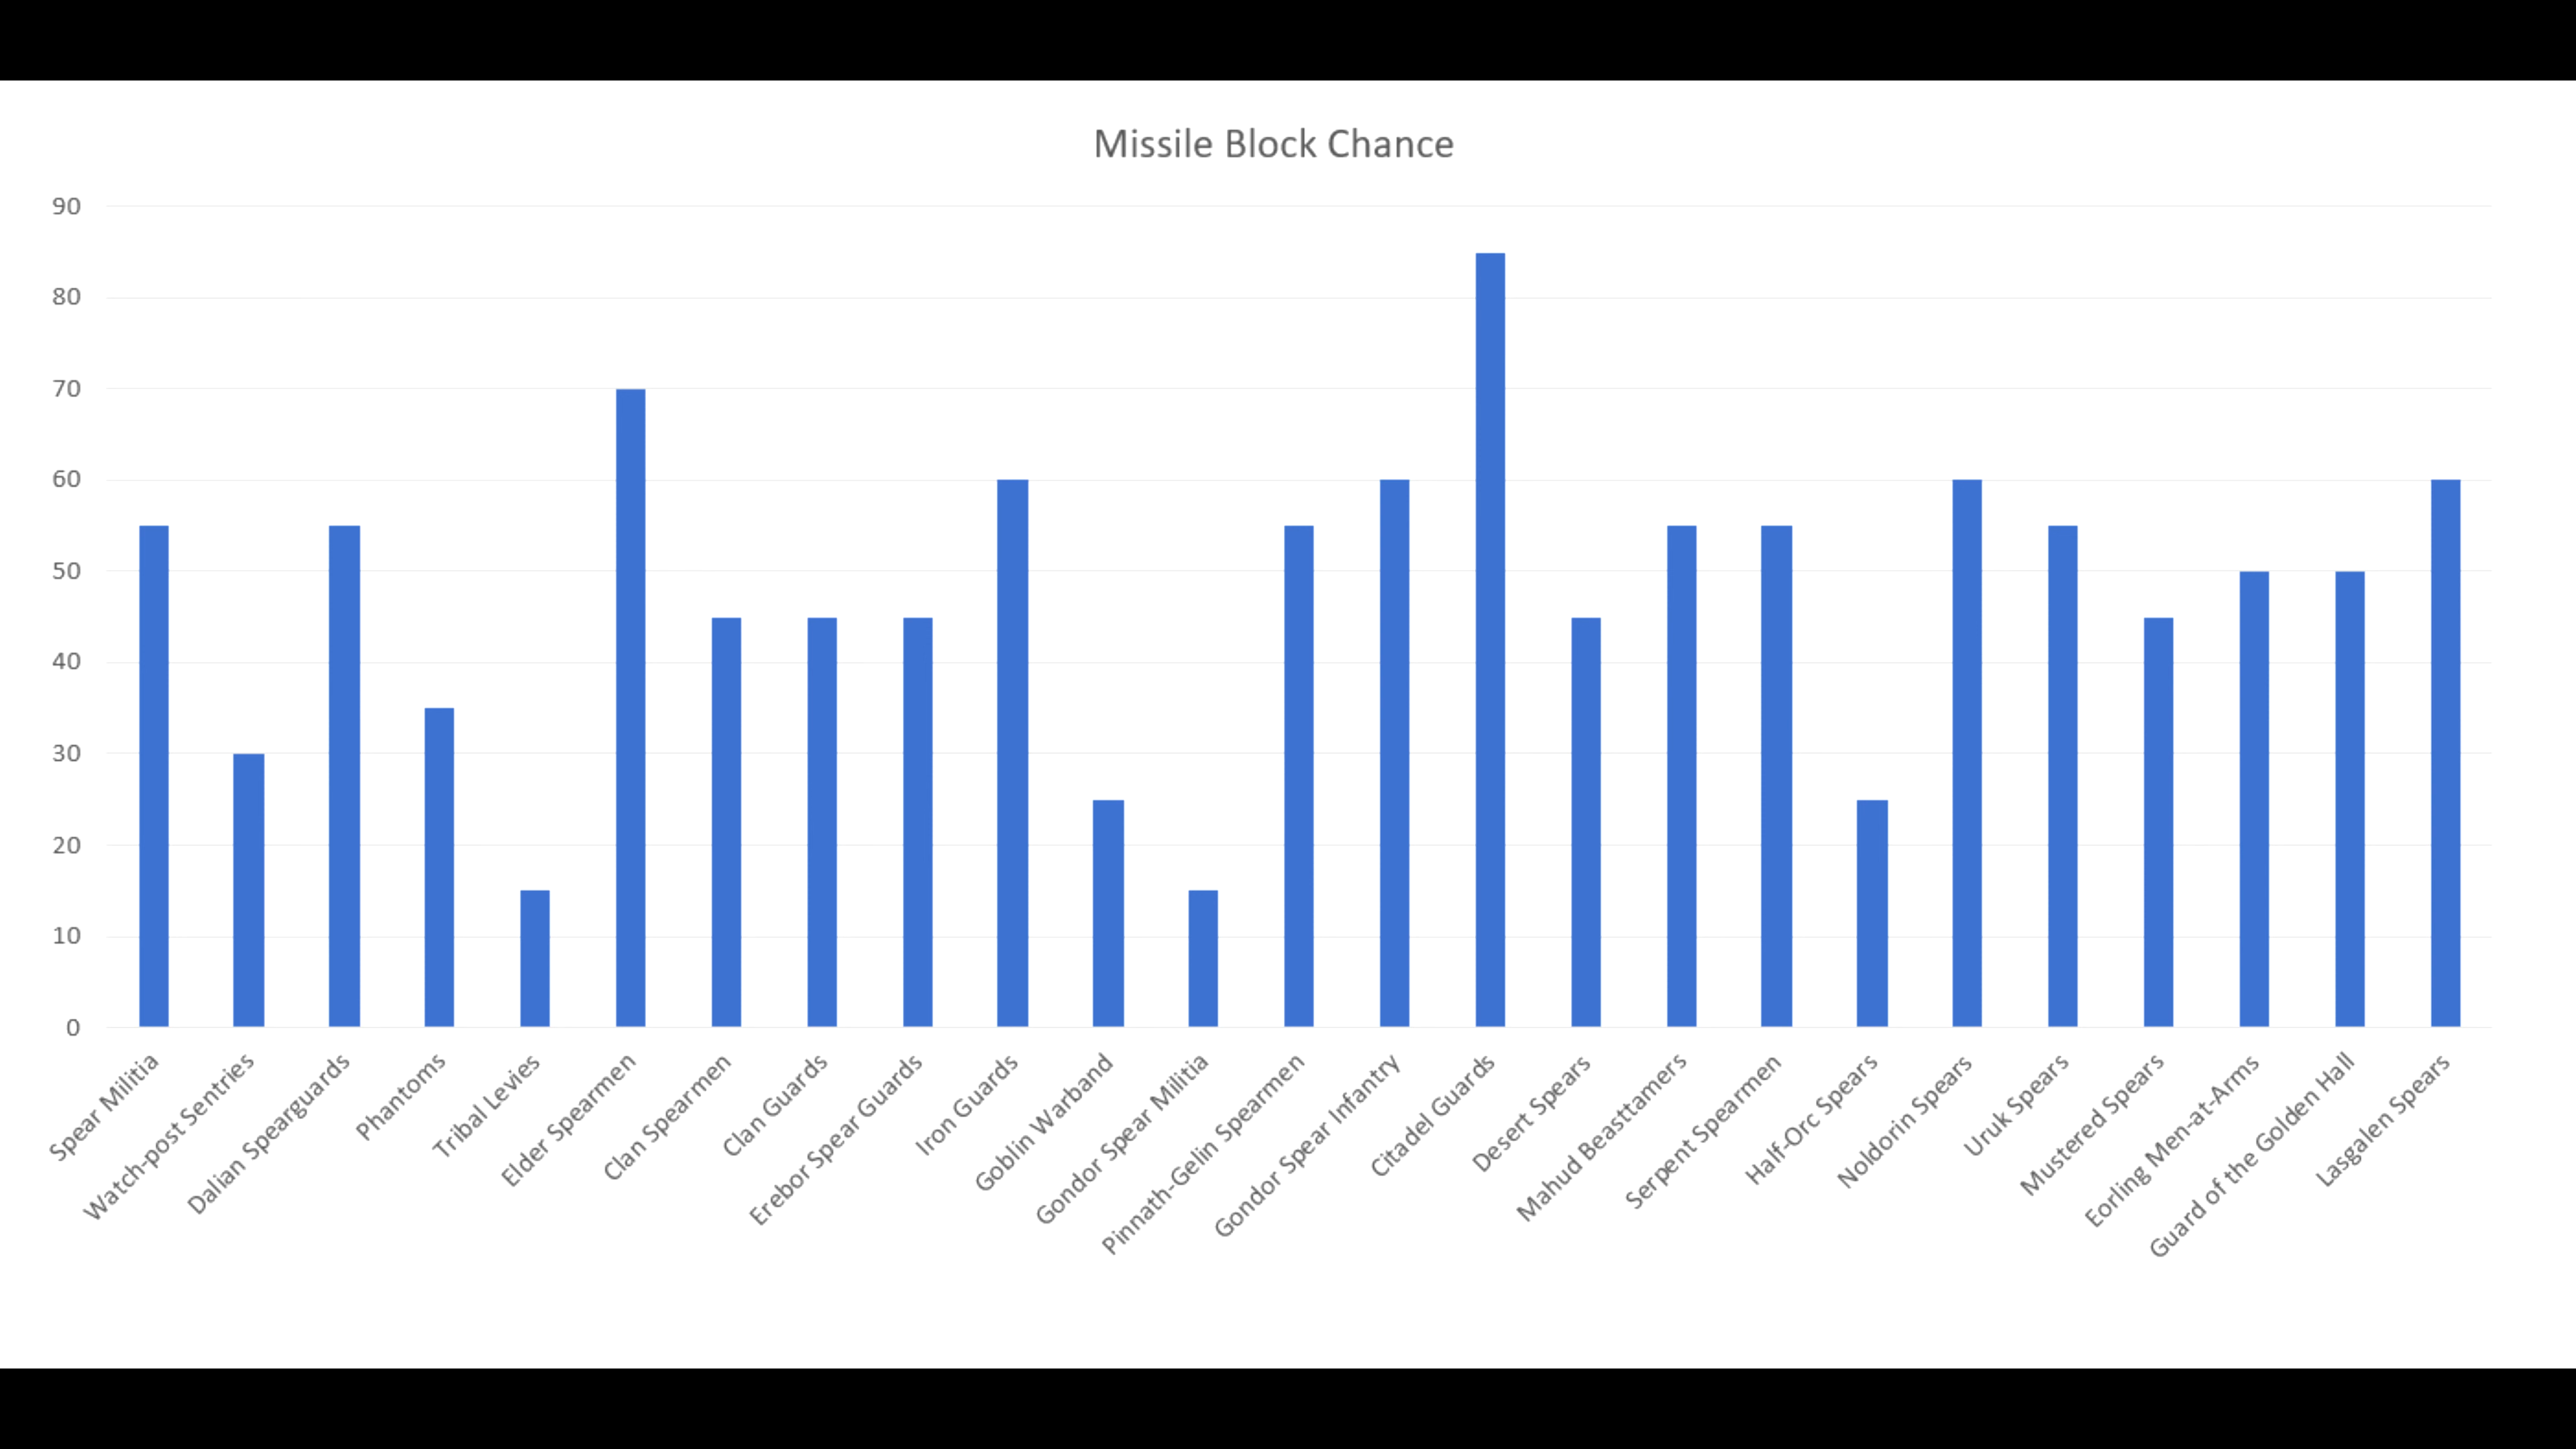 Missile Block Chance
90
80
70
60
50
40
30
20
10
0
Spear Militia
Watch-post Sentries
Dalian Spearguards
Phantoms
Tribal Levies
Elder Spearmen
Clan Spearmen
Clan Guards
Erebor Spear Guards
Iron Guards
Goblin Warband
Gondor Spear Militia
Pinnath-Gelin Spearmen
Gondor Spear Infantry
Citadel Guards
Desert Spears
Mahud Beasttamers
Serpent Spearmen
Half-Orc Spears
Noldorin Spears
Uruk Spears
Mustered Spears
Eorling Men-at-Arms
Guard of the Golden Hall
Lasgalen Spears